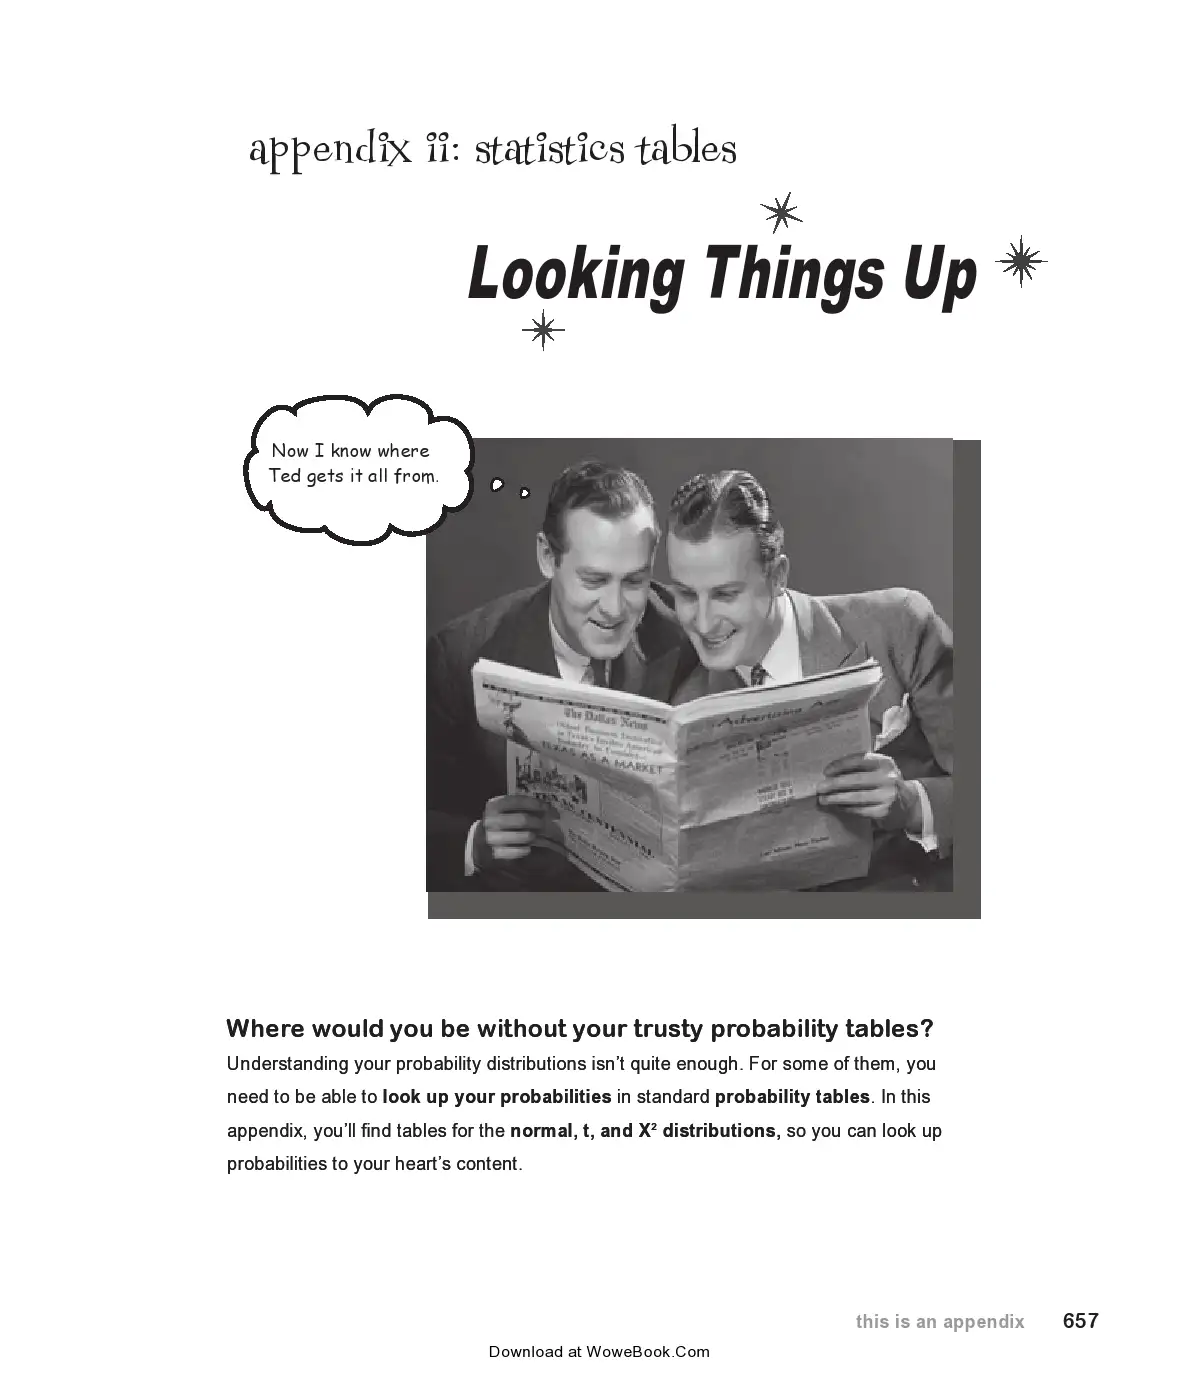 appendix ii: statistics tables
Looking Things Up
Now I know where
Ted gets it all from.
The Dallas News
TEXAS AS A MARKET
TEXAS CENTENNIAL
Advertising Age
Where would you be without your trusty probability tables?
Understanding your probability distributions isn’t quite enough. For some of them, you
need to be able to look up your probabilities in standard probability tables. In this
appendix, you’ll find tables for the normal, t, and X² distributions, so you can look up
probabilities to your heart’s content.
this is an appendix 657
Download at WoweBook.Com